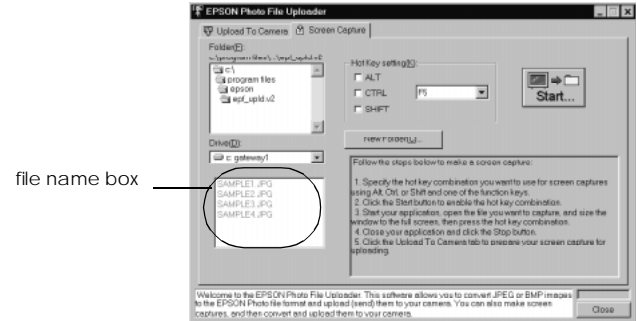 EPSON Photo File Uploader
Upload To Camera
Screen Capture
Folder(F):
c:\program files\...\epf_upld.v2
c:\
program files
epson
epf_upld.v2
Hot Key setting(K):
ALT
CTRL
F5
SHIFT
Start...
Drive(D):
c: gateway1
New Folder(L)...
file name box
SAMPLE1.JPG
SAMPLE2.JPG
SAMPLE3.JPG
SAMPLE4.JPG
Follow the steps below to make a screen capture:
1. Specify the hot key combination you want to use for screen captures
using Alt, Ctrl, or Shift and one of the function keys.
2. Click the Start button to enable the hot key combination.
3. Start your application, open the file you want to capture, and size the
window to the full screen, then press the hot key combination.
4. Close your application and click the Stop button.
5. Click the Upload To Camera tab to prepare your screen capture for
uploading.
Welcome to the EPSON Photo File Uploader. This software allows you to convert JPEG or BMP images
to the EPSON Photo file format and upload (send) them to your camera. You can also make screen
captures, and then convert and upload them to your camera.
Close